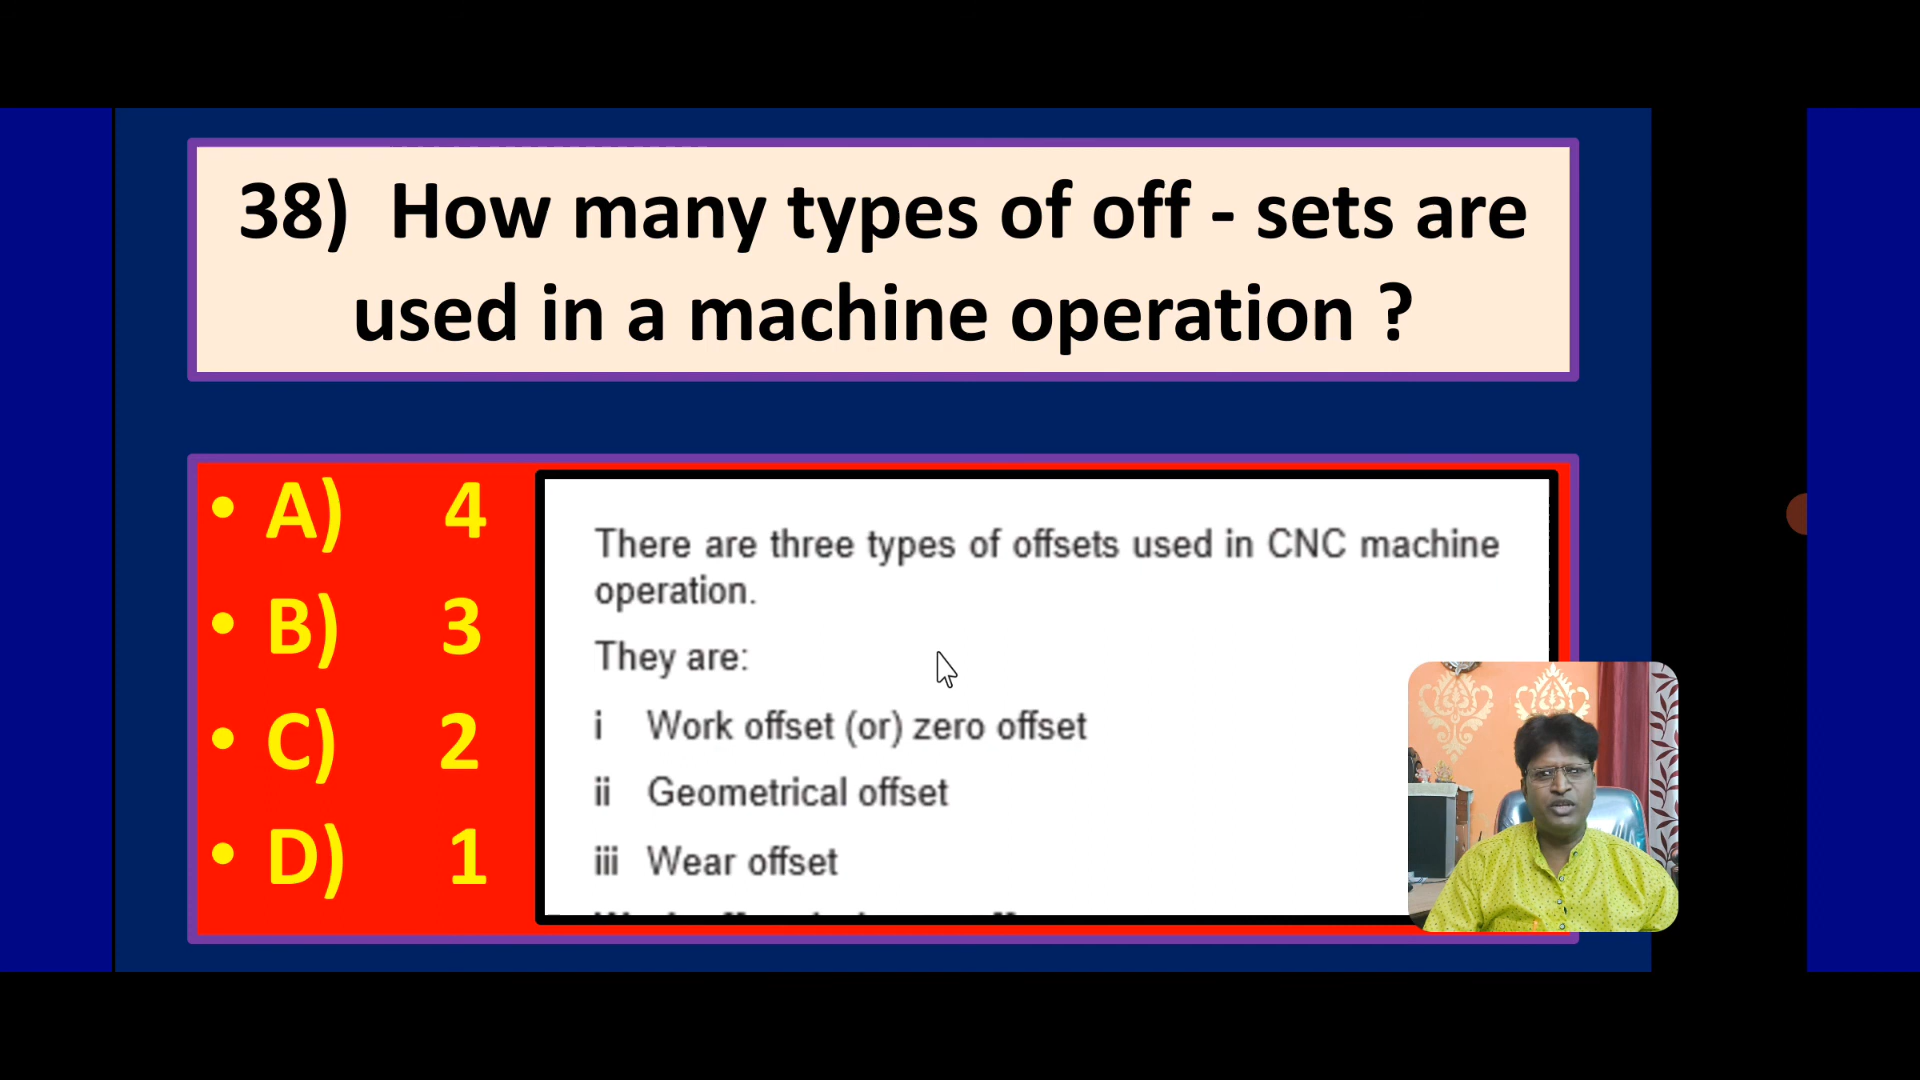 38) How many types of off - sets are
used in a machine operation ?
• A) 4
• B) 3
• C) 2
• D) 1
There are three types of offsets used in CNC machine
operation.
They are:
i Work offset (or) zero offset
ii Geometrical offset
iii Wear offset